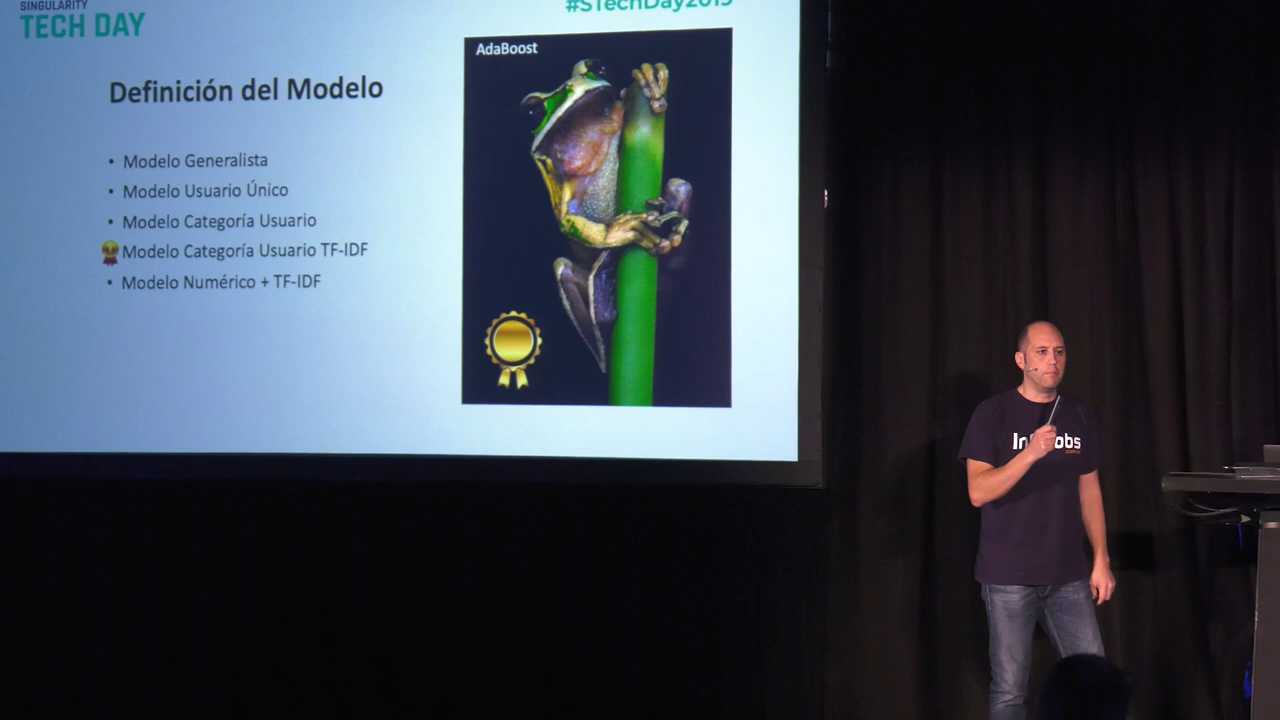 SINGULARITY
TECH DAY
#STechDay2019
AdaBoost
Definición del Modelo
• Modelo Generalista
• Modelo Usuario Único
• Modelo Categoría Usuario
Modelo Categoría Usuario TF-IDF
• Modelo Numérico + TF-IDF